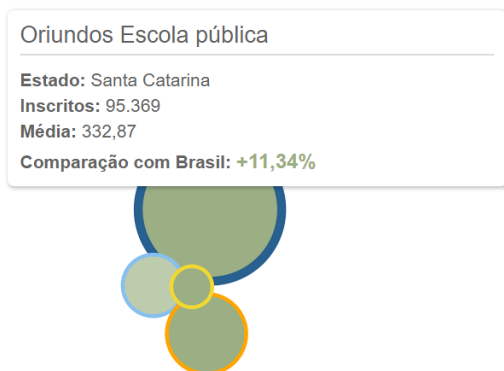 Oriundos Escola pública
Estado: Santa Catarina
Inscritos: 95.369
Média: 332,87
Comparação com Brasil: +11,34%